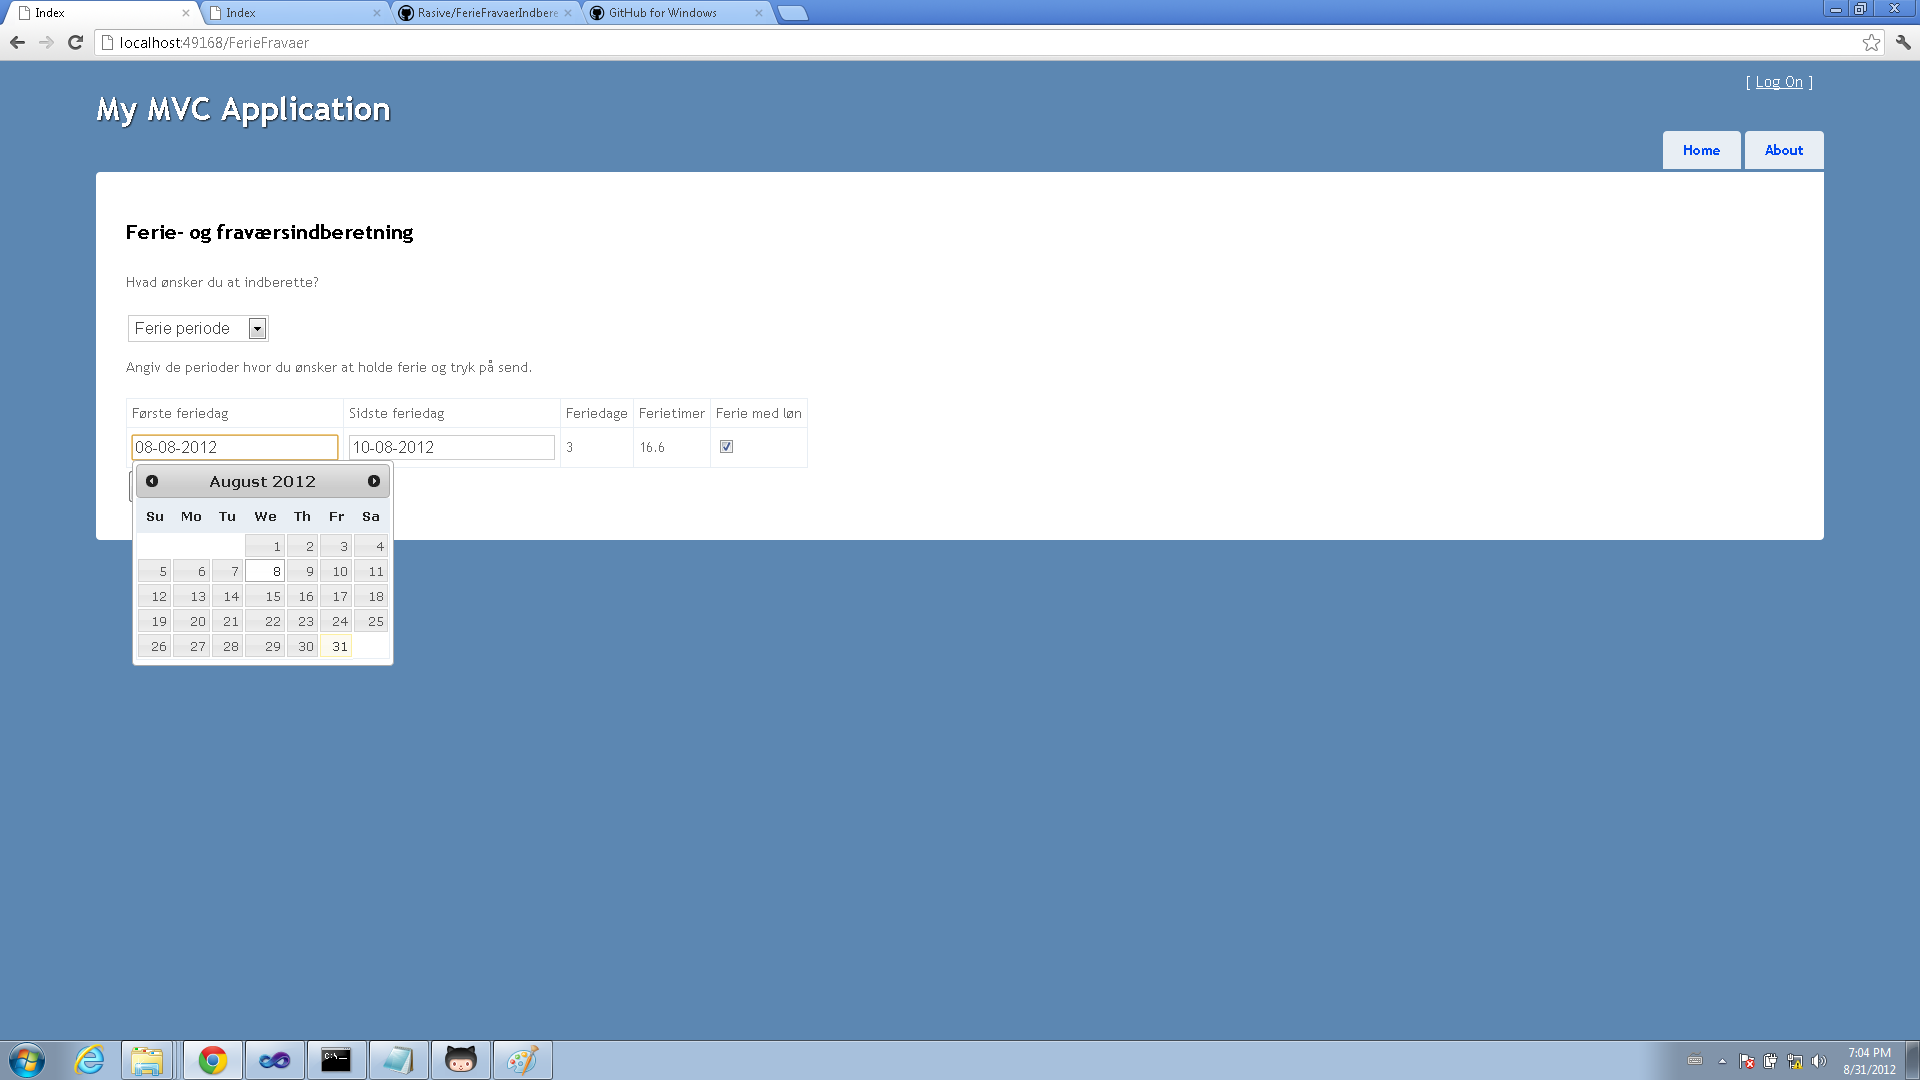 Index
Index
Rasive/FerieFravaerIndbere
GitHub for Windows
localhost:49168/FerieFravaer
[ Log On ]
My MVC Application
Home
About
Ferie- og fraværsindberetning
Hvad ønsker du at indberette?
Ferie periode
Angiv de perioder hvor du ønsker at holde ferie og tryk på send.
Første feriedag Sidste feriedag Feriedage Ferietimer Ferie med løn
08-08-2012 10-08-2012 3 16.6
August 2012
Su Mo Tu We Th Fr Sa
1 2 3 4
5 6 7 8 9 10 11
12 13 14 15 16 17 18
19 20 21 22 23 24 25
26 27 28 29 30 31
C:\_
7:04 PM
8/31/2012